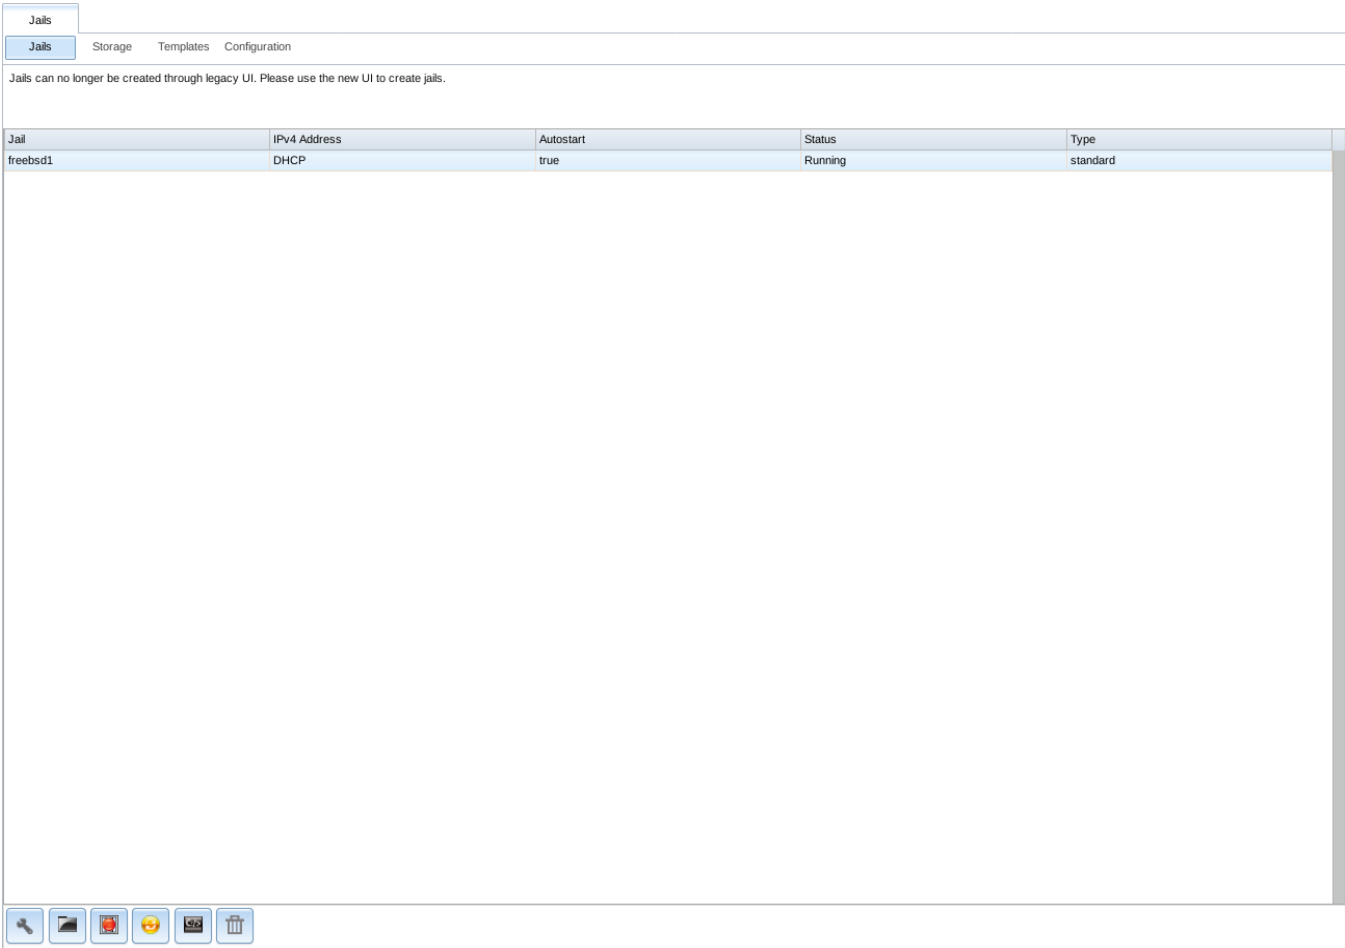 Jails
Jails Storage Templates Configuration
Jails can no longer be created through legacy UI. Please use the new UI to create jails.
Jail IPv4 Address Autostart Status Type
freebsd1 DHCP true Running standard